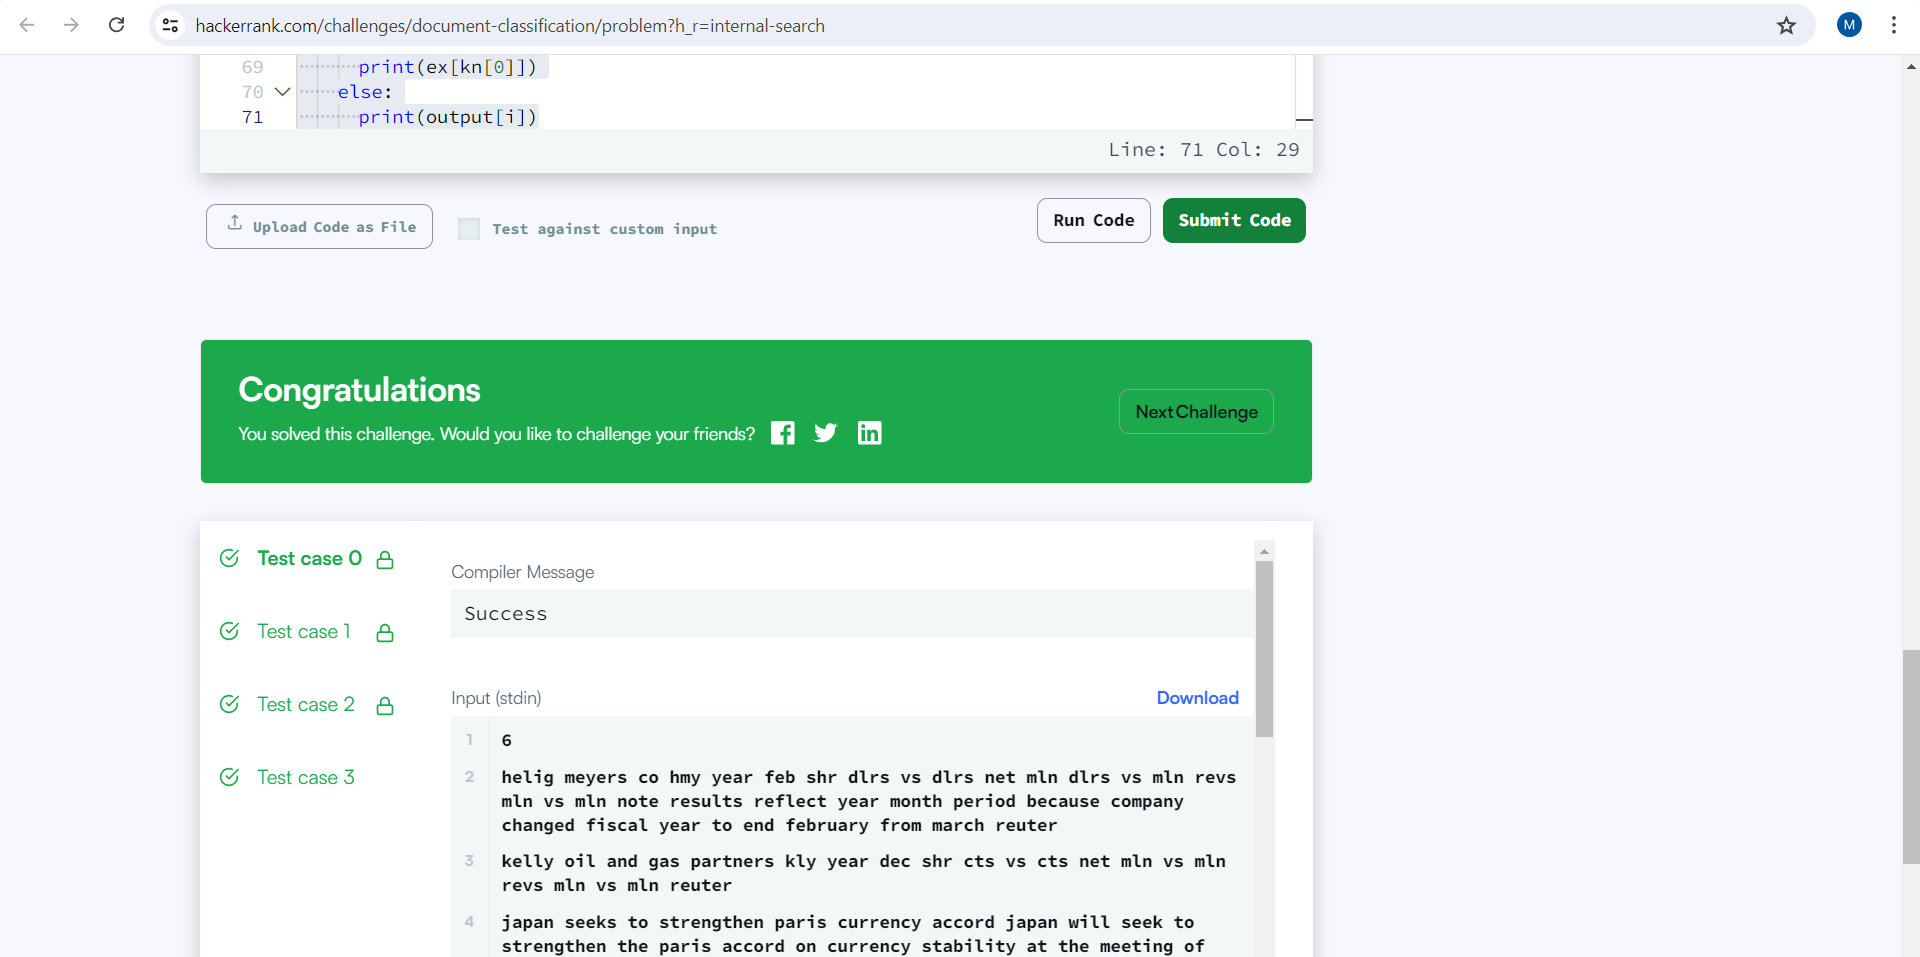 hackerrank.com/challenges/document-classification/problem?h_r=internal-search
M
69 print(ex[kn[0]])
70 else:
71 print(output[i])
Line: 71 Col: 29
Upload Code as File
Test against custom input
Run Code
Submit Code
Congratulations
You solved this challenge. Would you like to challenge your friends?
Next Challenge
Test case 0
Test case 1
Test case 2
Test case 3
Compiler Message
Success
Input (stdin)
Download
1 6
2 helig meyers co hmy year feb shr dlrs vs dlrs net mln dlrs vs mln revs
mln vs mln note results reflect year month period because company
changed fiscal year to end february from march reuter
3 kelly oil and gas partners kly year dec shr cts vs cts net mln vs mln
revs mln vs mln reuter
4 japan seeks to strengthen paris currency accord japan will seek to
strengthen the paris accord on currency stability at the meeting of